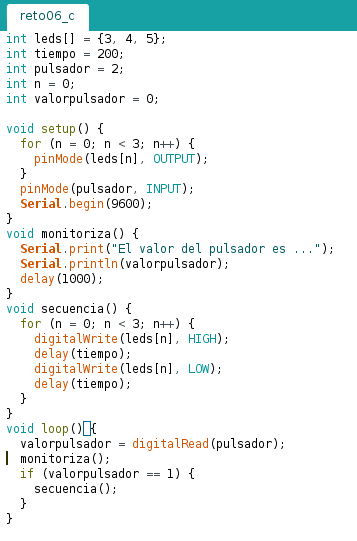 reto06_c
int leds[] = {3, 4, 5};
int tiempo = 200;
int pulsador = 2;
int n = 0;
int valorpulsador = 0;
void setup() {
for (n = 0; n < 3; n++) {
pinMode(leds[n], OUTPUT);
}
pinMode(pulsador, INPUT);
Serial.begin(9600);
}
void monitoriza() {
Serial.print("El valor del pulsador es ...");
Serial.println(valorpulsador);
delay(1000);
}
void secuencia() {
for (n = 0; n < 3; n++) {
digitalWrite(leds[n], HIGH);
delay(tiempo);
digitalWrite(leds[n], LOW);
delay(tiempo);
}
}
void loop() {
valorpulsador = digitalRead(pulsador);
monitoriza();
if (valorpulsador == 1) {
secuencia();
}
}